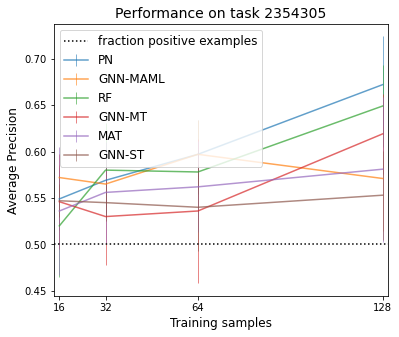 Performance on task 2354305
fraction positive examples
PN
GNN-MAML
RF
GNN-MT
MAT
GNN-ST
Average Precision
0.70
0.65
0.60
0.55
0.50
0.45
16 32 64 128
Training samples